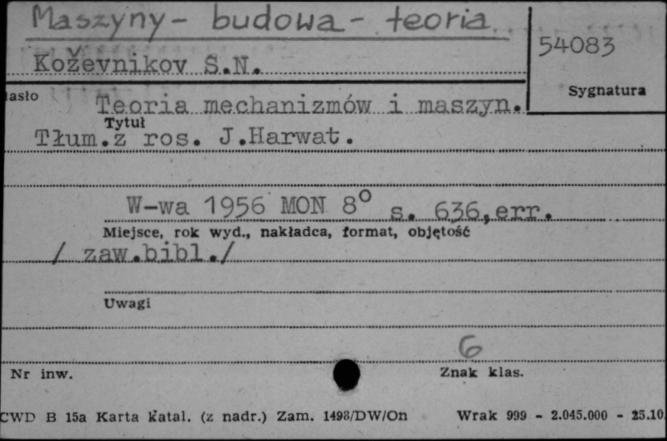 Maszyny - budowa - teoria
54083
Koževnikov S.N.
Sygnatura
asło
Teoria mechanizmów i maszyn.
Tytuł
Tłum.z ros. J.Harwat.
W-wa 1956 MON 8° s. 636,err.
Miejsce, rok wyd., nakładca, format, objętość
/ zaw.bibl./
Uwagi
6
Nr inw.
Znak klas.
CWD B 15a Karta katal. (z nadr.) Zam. 1498/DW/On Wrak 999 - 2.045.000 - 25.10